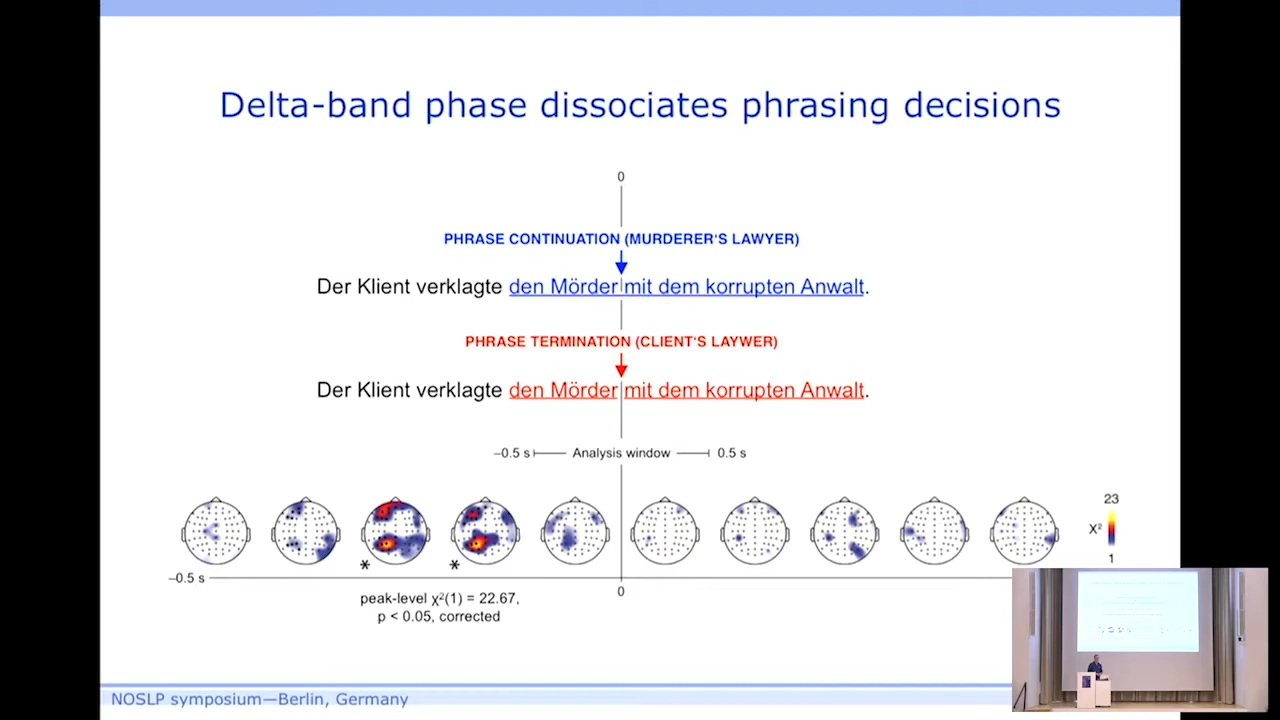 Delta-band phase dissociates phrasing decisions
0
PHRASE CONTINUATION (MURDERER'S LAWYER)
Der Klient verklagte den Mörder mit dem korrupten Anwalt.
PHRASE TERMINATION (CLIENT'S LAYWER)
Der Klient verklagte den Mörder mit dem korrupten Anwalt.
–0.5 s Analysis window 0.5 s
23
X²
1
* *
–0.5 s 0
peak-level χ²(1) = 22.67,
p < 0.05, corrected
NOSLP symposium—Berlin, Germany